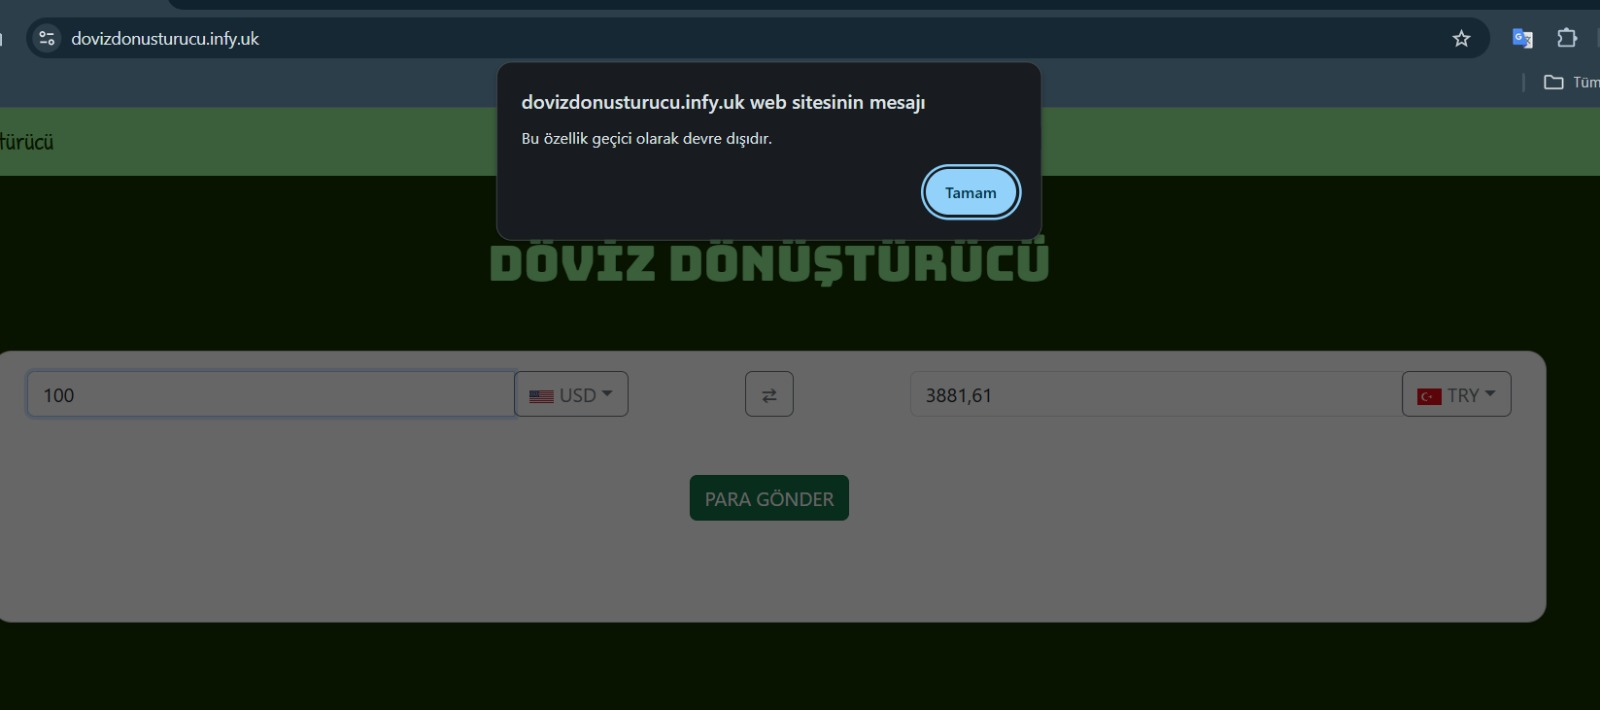 dovizdonusturucu.infy.uk
Tüm
dovizdonusturucu.infy.uk web sitesinin mesajı
Bu özellik geçici olarak devre dışıdır.
Tamam
türücü
DÖVİZ DÖNÜŞTÜRÜCÜ
100 USD 3881,61 TRY
PARA GÖNDER